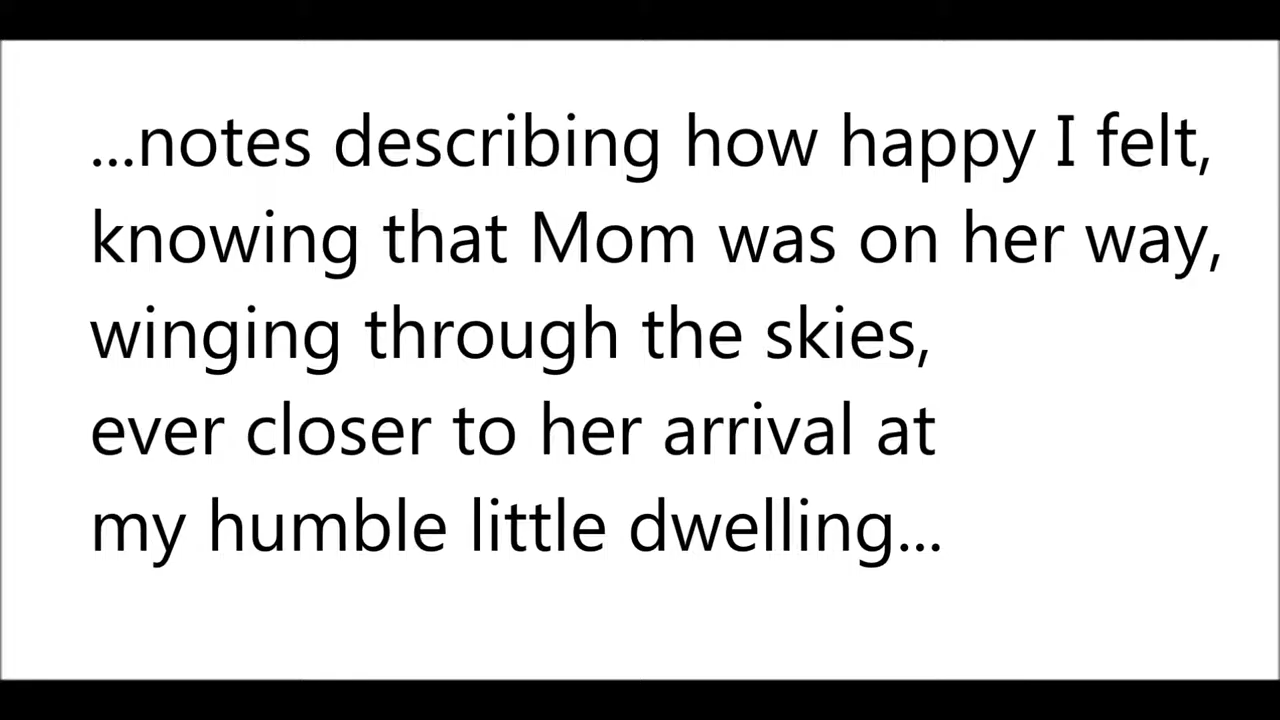 ...notes describing how happy I felt,
knowing that Mom was on her way,
winging through the skies,
ever closer to her arrival at
my humble little dwelling...